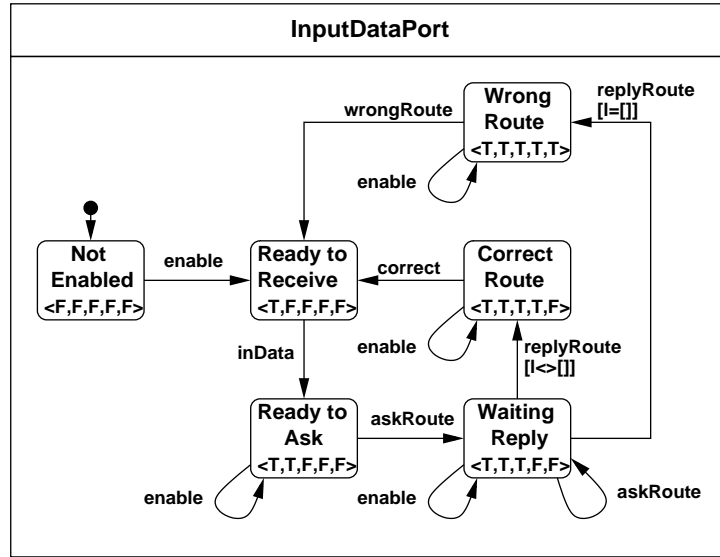 InputDataPort
Wrong
Route
<T,T,T,T,T>
replyRoute
[l=[]]
wrongRoute
enable
Not
Enabled
<F,F,F,F,F>
enable
Ready to
Receive
<T,F,F,F,F>
correct
Correct
Route
<T,T,T,T,F>
enable
replyRoute
[l<>[]]
inData
Ready to
Ask
<T,T,F,F,F>
askRoute
Waiting
Reply
<T,T,T,F,F>
enable
enable
askRoute